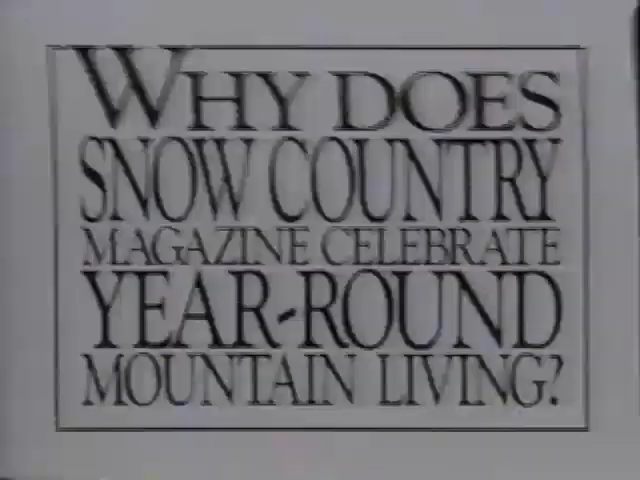 WHY DOES
SNOW COUNTRY
MAGAZINE CELEBRATE
YEAR-ROUND
MOUNTAIN LIVING?